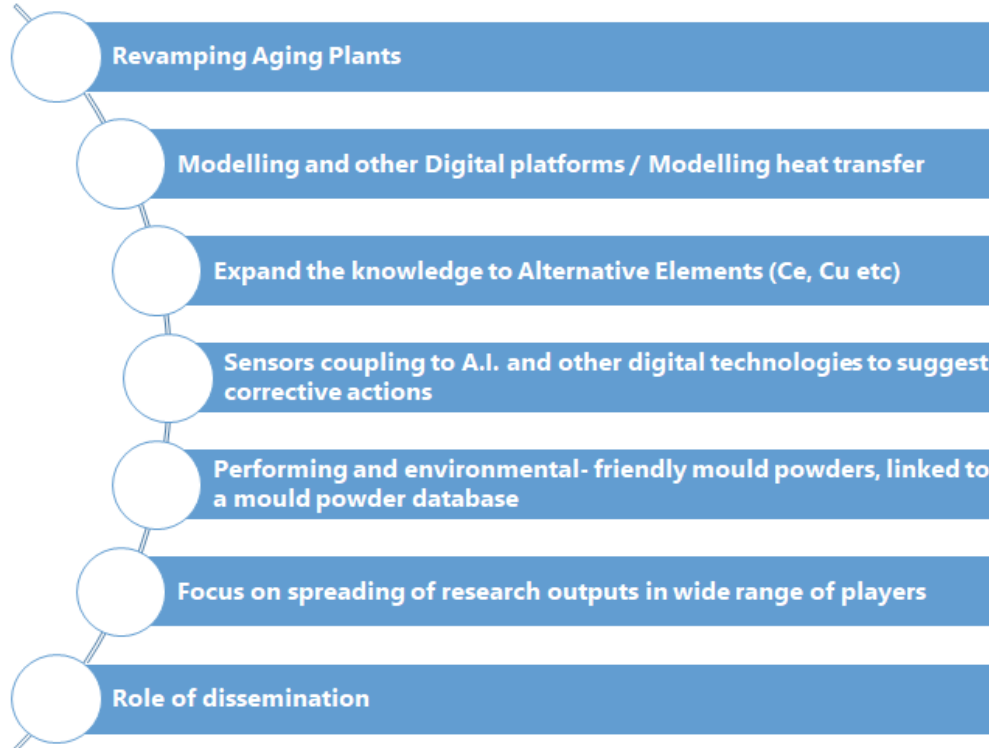 Revamping Aging Plants
Modelling and other Digital platforms / Modelling heat transfer
Expand the knowledge to Alternative Elements (Ce, Cu etc)
Sensors coupling to A.I. and other digital technologies to suggest
corrective actions
Performing and environmental- friendly mould powders, linked to
a mould powder database
Focus on spreading of research outputs in wide range of players
Role of dissemination